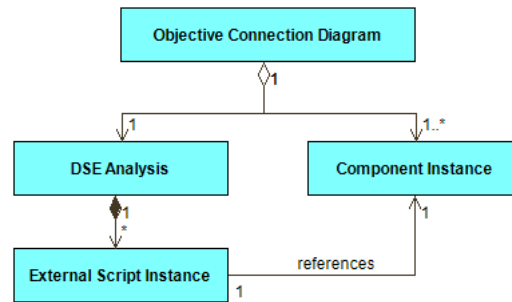 Objective Connection Diagram
1
1
1..*
DSE Analysis
Component Instance
1
1
*
references
External Script Instance
1